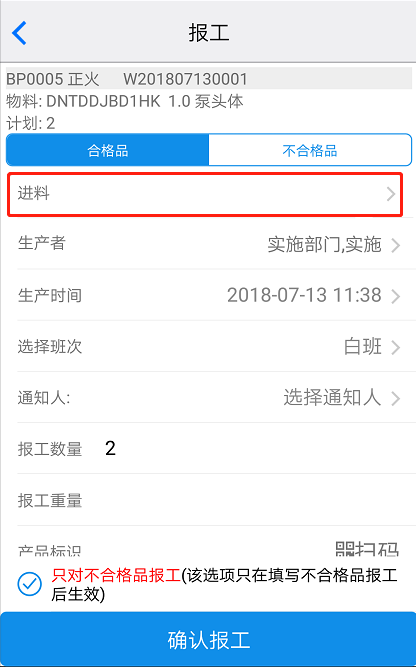 报工
BP0005 正火 W201807130001
物料: DNTDDJBD1HK 1.0 泵头体
计划: 2
合格品 不合格品
进料
生产者 实施部门,实施
生产时间 2018-07-13 11:38
选择班次 白班
通知人: 选择通知人
报工数量 2
报工重量
产品标识 扫码
只对不合格品报工(该选项只在填写不合格品报工
后生效)
确认报工